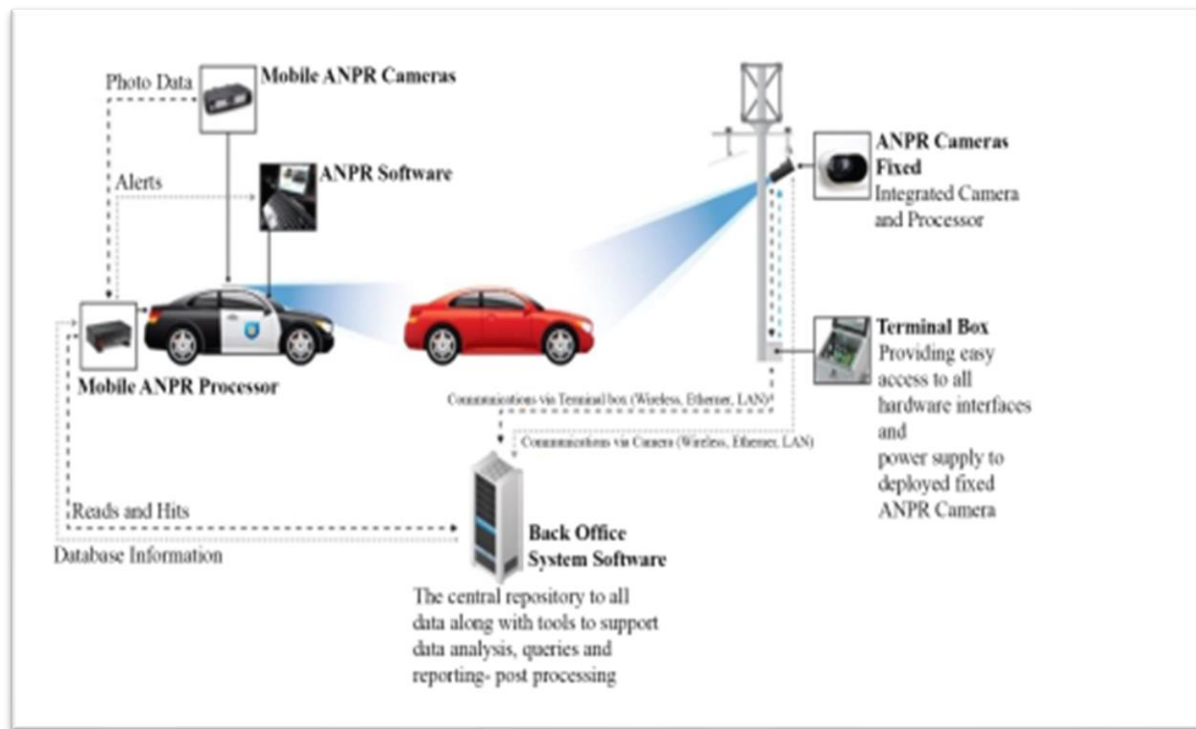 Photo Data
Mobile ANPR Cameras
Alerts
ANPR Software
ANPR Cameras
Fixed
Integrated Camera
and Processor
Mobile ANPR Processor
Terminal Box
Providing easy
access to all
hardware interfaces
and
power supply to
deployed fixed
ANPR Camera
Communications via Terminal box (Wireless, Ethernet, LAN)
Communications via Camera (Wireless, Ethernet, LAN)
Reads and Hits
Database Information
Back Office
System Software
The central repository to all
data along with tools to support
data analysis, queries and
reporting- post processing